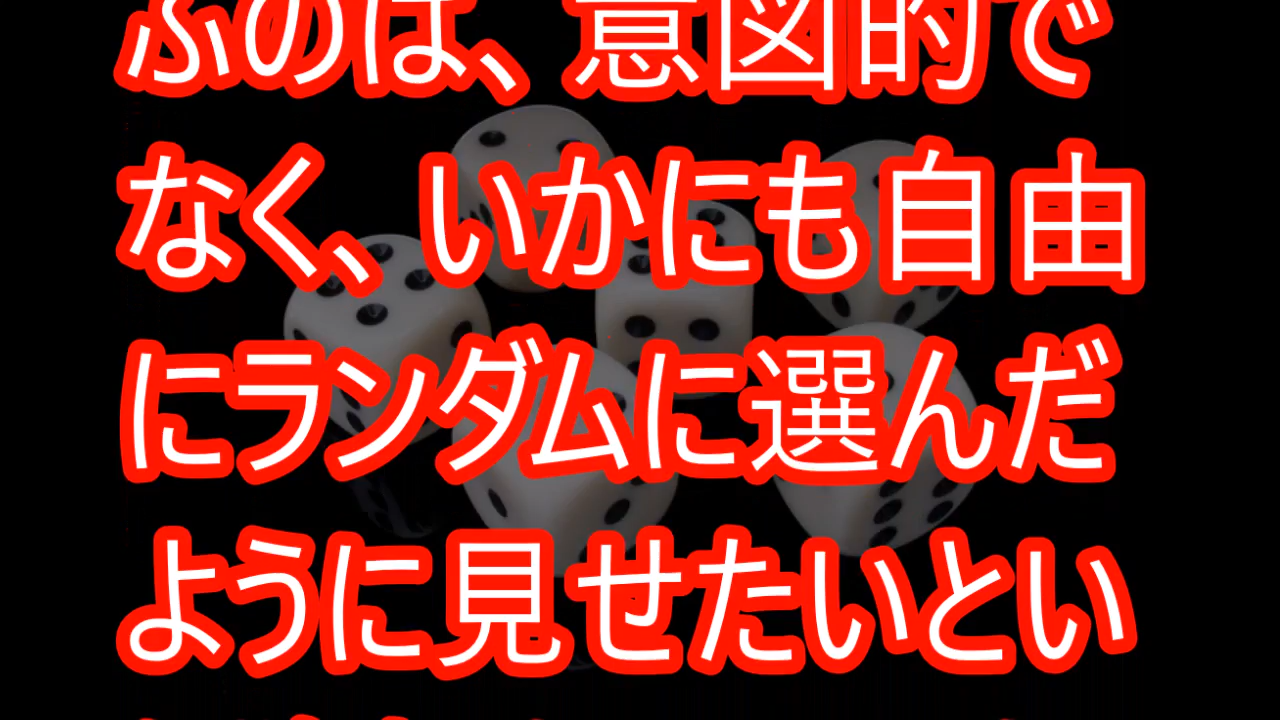 ぶのは、意図的で
なく、いかにも自由
にランダムに選んだ
ように見せたいとい